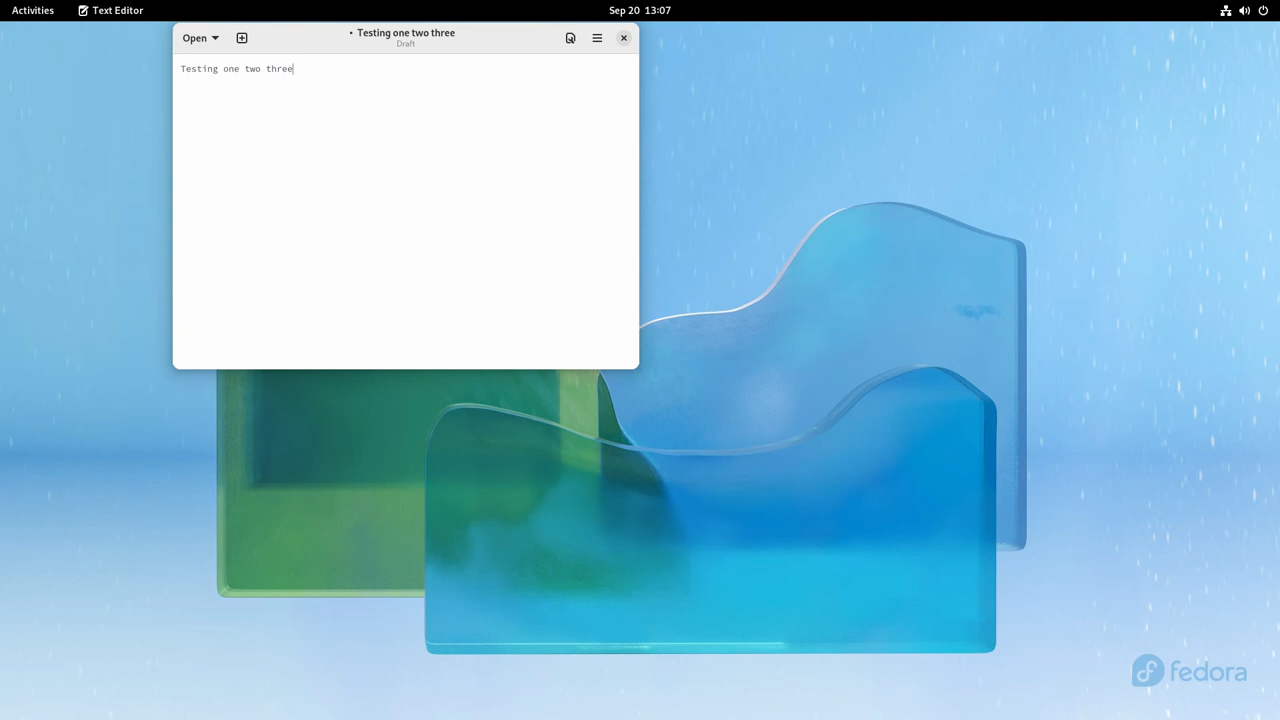 Activities Text Editor Sep 20 13:07
Open • Testing one two three
Draft
Testing one two three
fedora